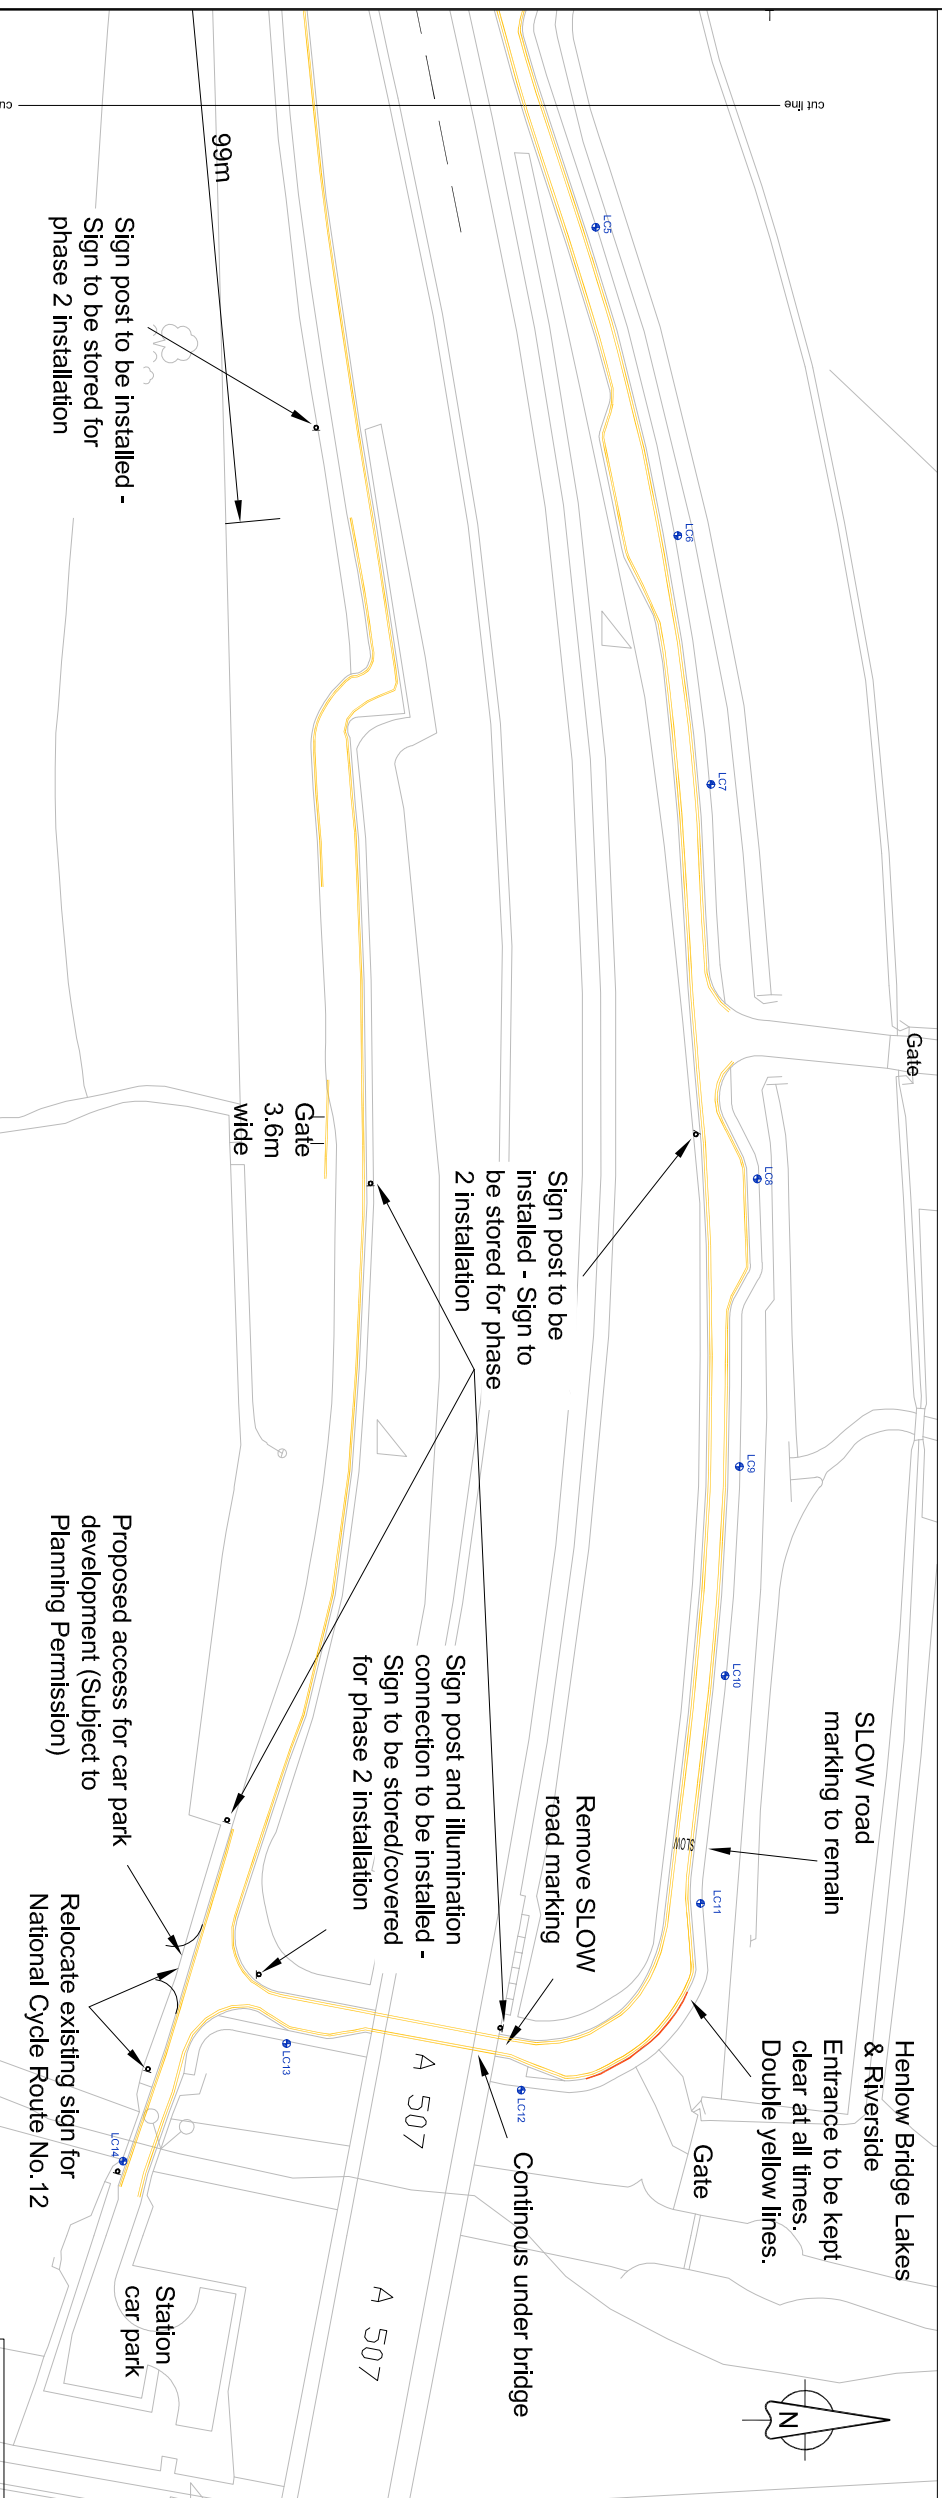 cut line
cu
99m
Sign post to be installed -
Sign to be stored for
phase 2 installation
LC5
LC6
LC7
Gate
Gate
3.6m
wide
LC8
Sign post to be
installed - Sign to
be stored for phase
2 installation
LC9
LC10
SLOW road
marking to remain
SLOW
LC11
Proposed access for car park
development (Subject to
Planning Permission)
Sign post and illumination
connection to be installed -
Sign to be stored/covered
for phase 2 installation
Remove SLOW
road marking
Relocate existing sign for
National Cycle Route No.12
Henlow Bridge Lakes
& Riverside
Entrance to be kept
clear at all times.
Double yellow lines.
LC12
LC13
LC14
A 507
Gate
Continous under bridge
A 507
Station
car park
N